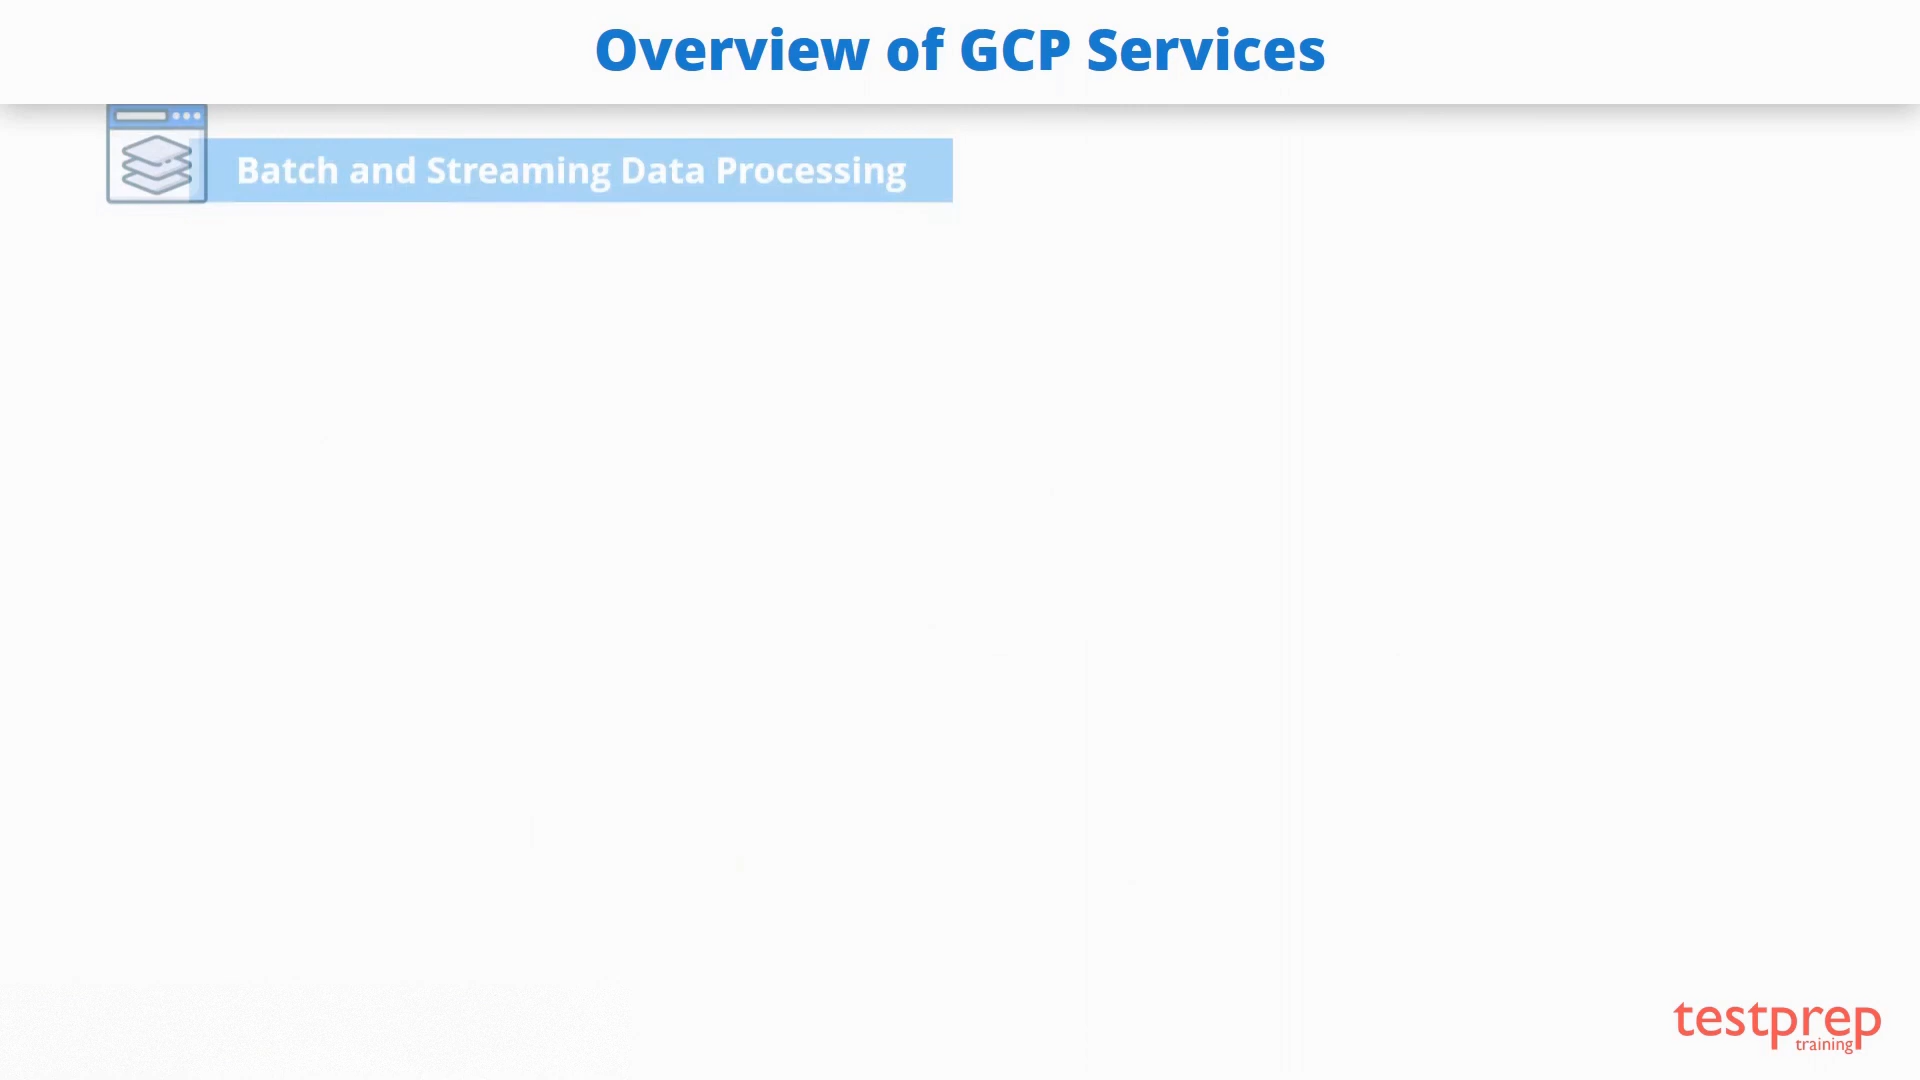 Overview of GCP Services
Batch and Streaming Data Processing
testprep
training